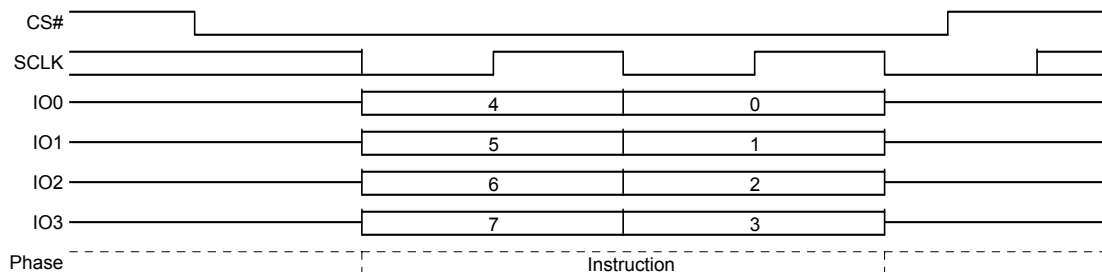 CS#
SCLK
IO0 4 0
IO1 5 1
IO2 6 2
IO3 7 3
Phase Instruction